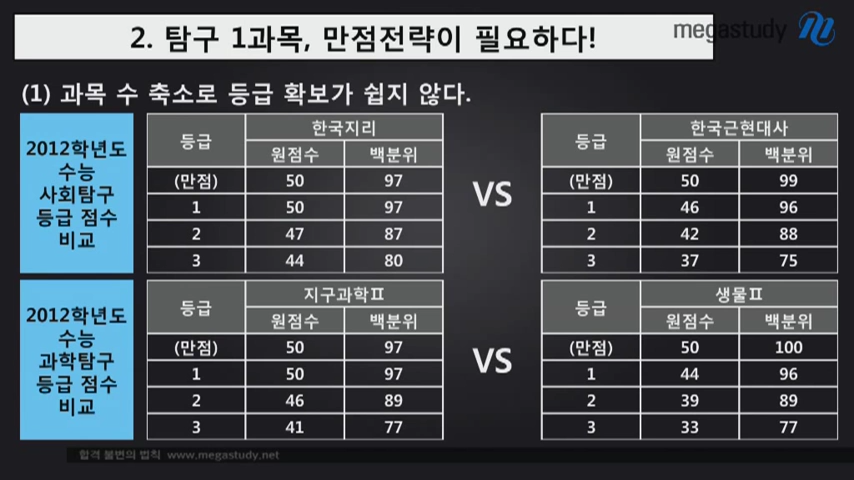 2. 탐구 1과목, 만점전략이 필요하다!
megastudy
(1) 과목 수 축소로 등급 확보가 쉽지 않다.
2012학년도
수능
사회탐구
등급 점수
비교
등급 한국지리
원점수 백분위
(만점) 50 97
1 50 97
2 47 87
3 44 80
VS
등급 한국근현대사
원점수 백분위
(만점) 50 99
1 46 96
2 42 88
3 37 75
2012학년도
수능
과학탐구
등급 점수
비교
등급 지구과학Ⅱ
원점수 백분위
(만점) 50 97
1 50 97
2 46 89
3 41 77
VS
등급 생물Ⅱ
원점수 백분위
(만점) 50 100
1 44 96
2 39 89
3 33 77
합격 불변의 법칙 www.megastudy.net